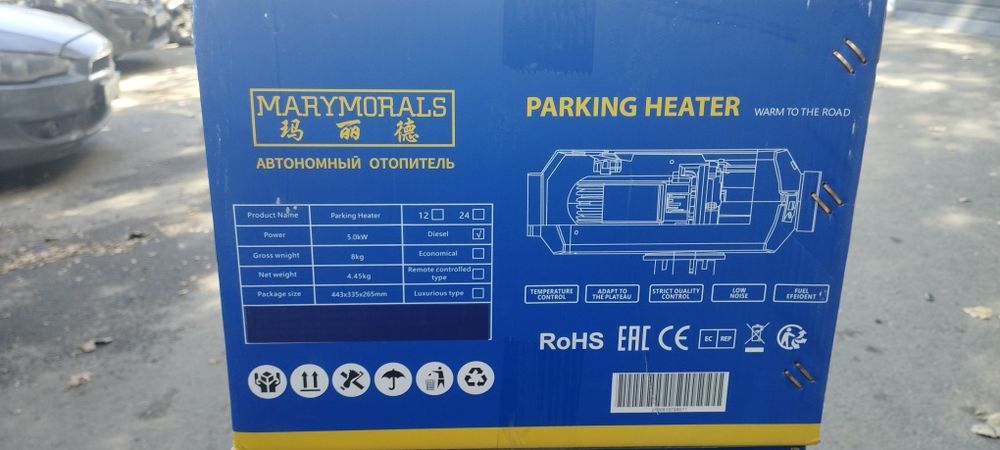 MARYMORALS
玛 丽 德
АВТОНОМНЫЙ ОТОПИТЕЛЬ
PARKING HEATER WARM TO THE ROAD
Product Name Parking Heater 12 24
Power 5.0kW Diesel √
Gross wnight 8kg Economical
Net weight 4.45kg Remote controlled type
Package size 443x335x265mm Luxurious type
TEMPERATURE CONTROL
ADAPT TO THE PLATEAU
STRICT QUALITY CONTROL
LOW NOISE
FUEL EFEIOENT
RoHS EAC CE EC REP